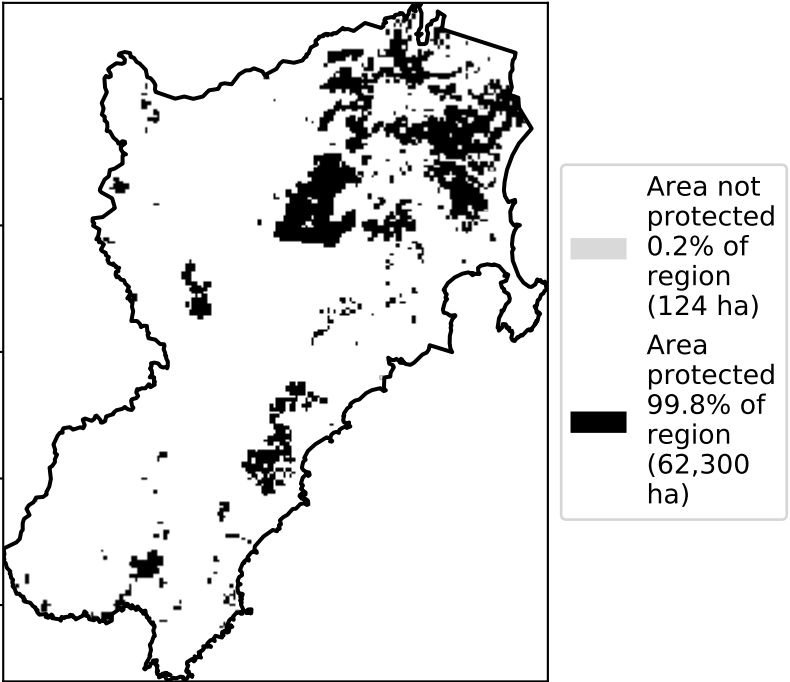 Area not
protected
0.2% of
region
(124 ha)
Area
protected
99.8% of
region
(62,300
ha)